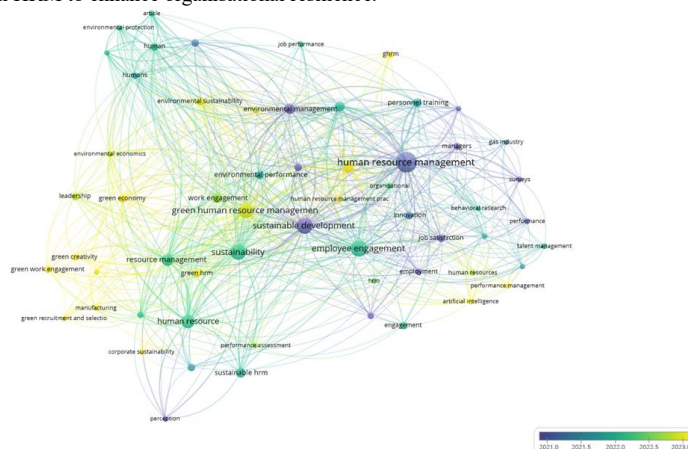 article
environmental protection
human
job performance
ghrm
humans
environmental sustainability
environmental management
personnel training
managers
gas industry
environmental economics
human resource management
environmental performance
surveys
organisational
leadership
green economy
work engagement
human resource management prac
behavioral research
green human resource managemen
innovation
performance
sustainable development
job satisfaction
talent management
sustainability
employee engagement
green creativity
resource management
green work engagement
green hrm
employment
human resources
hrm
performance management
artificial intelligence
manufacturing
green recruitment and selectio
human resource
engagement
performance assessment
corporate sustainability
sustainable hrm
perception
2021.0 2021.5 2022.0 2022.5 2023.0